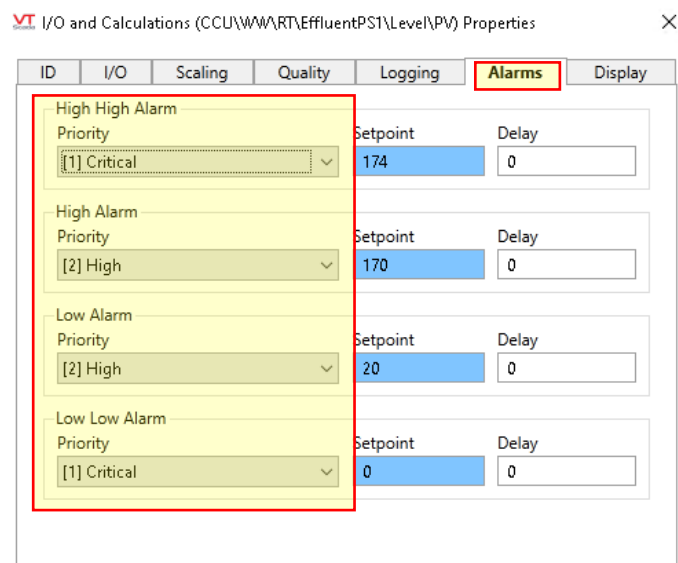 VT Scada I/O and Calculations (CCU\WW\RT\EffluentPS1\Level\PV) Properties
ID I/O Scaling Quality Logging Alarms Display
High High Alarm
Priority Setpoint Delay
[1] Critical 174 0
High Alarm
Priority Setpoint Delay
[2] High 170 0
Low Alarm
Priority Setpoint Delay
[2] High 20 0
Low Low Alarm
Priority Setpoint Delay
[1] Critical 0 0